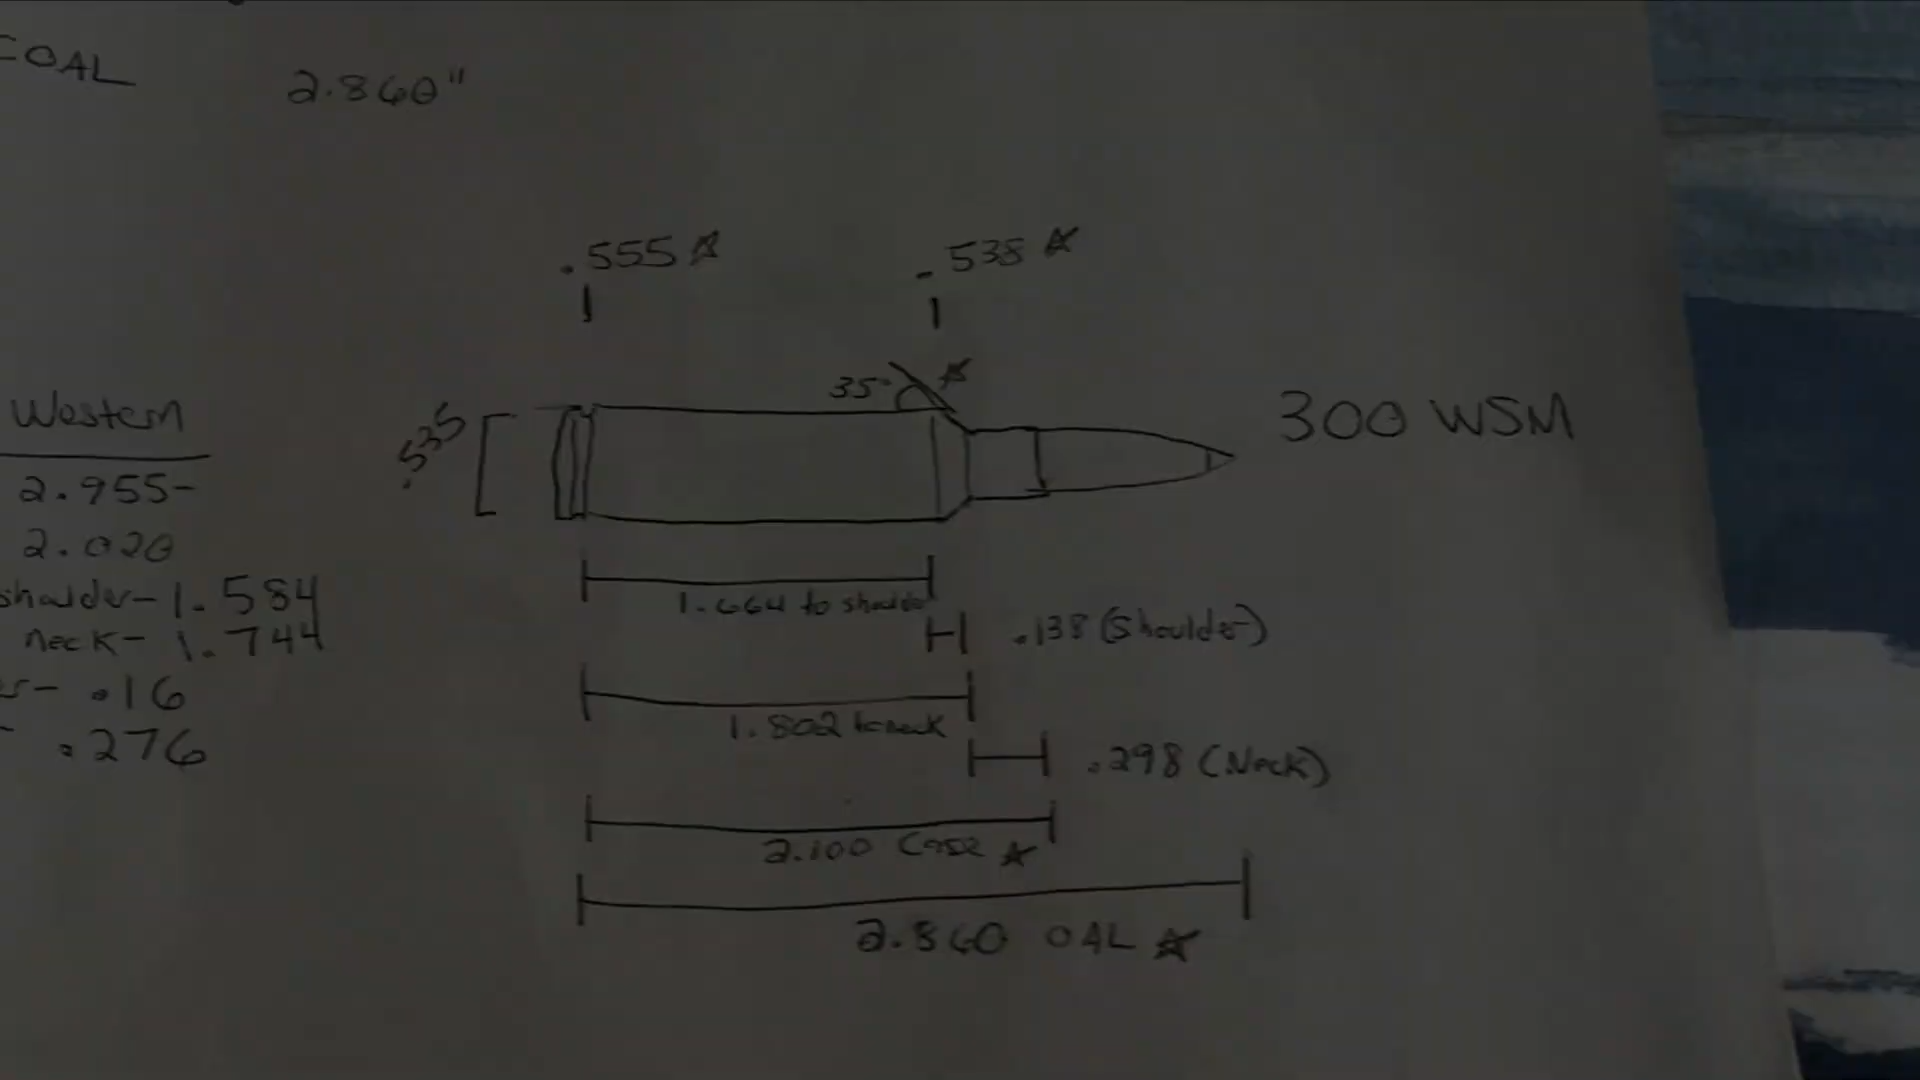 COAL
2.860"
.555
.538
35°
.535
300 WSM
Western
2.955-
2.020
shoulder- 1.584
neck- 1.744
.16
.276
1.664 to shoulder
.138 (Shoulder)
1.802 to neck
.298 (Neck)
2.100 Case
2.860 OAL